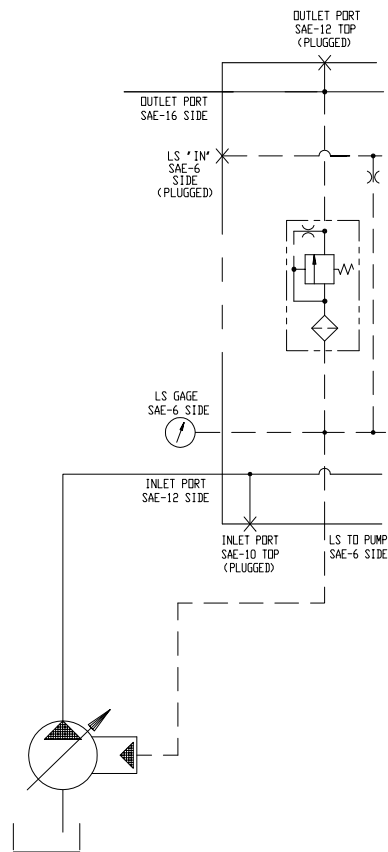 OUTLET PORT
SAE-12 TOP
(PLUGGED)
OUTLET PORT
SAE-16 SIDE
LS "IN"
SAE-6
SIDE
(PLUGGED)
LS GAGE
SAE-6 SIDE
INLET PORT
SAE-12 SIDE
INLET PORT
SAE-10 TOP
(PLUGGED)
LS TO PUMP
SAE-6 SIDE